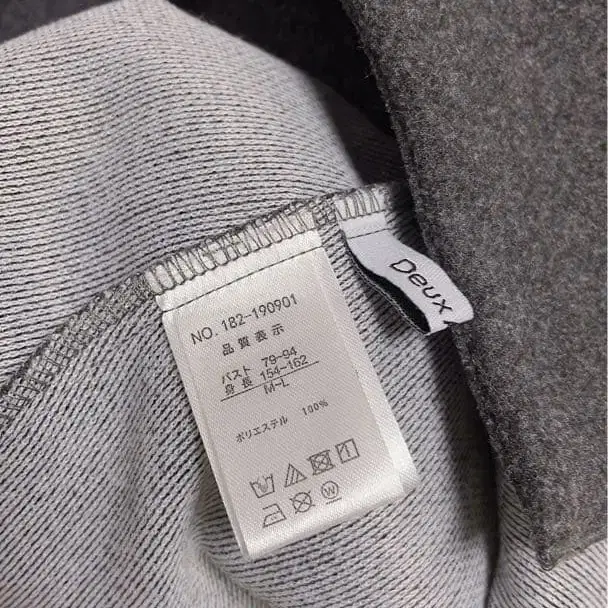 NO. 182-190901
品質表示
バスト 79-94
身長 154-162
M-L
ポリエステル 100%
W
Deux